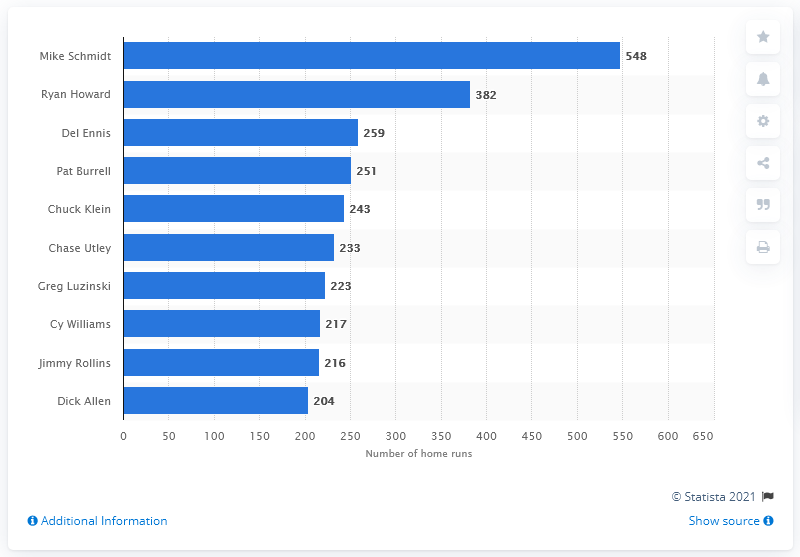 Mike Schmidt 548
Ryan Howard 382
Del Ennis 259
Pat Burrell 251
Chuck Klein 243
Chase Utley 233
Greg Luzinski 223
Cy Williams 217
Jimmy Rollins 216
Dick Allen 204
0 50 100 150 200 250 300 350 400 450 500 550 600 650
Number of home runs
© Statista 2021
Additional Information
Show source